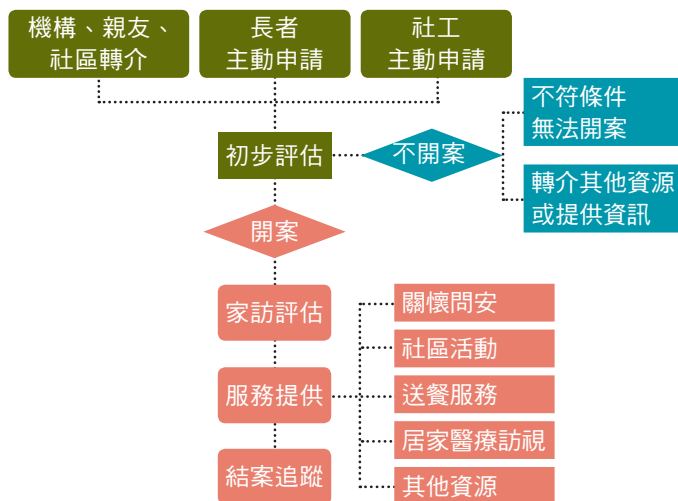 機構、親友、
社區轉介
長者
主動申請
社工
主動申請
初步評估
不開案
不符條件
無法開案
轉介其他資源
或提供資訊
開案
家訪評估
服務提供
結案追蹤
關懷問安
社區活動
送餐服務
居家醫療訪視
其他資源